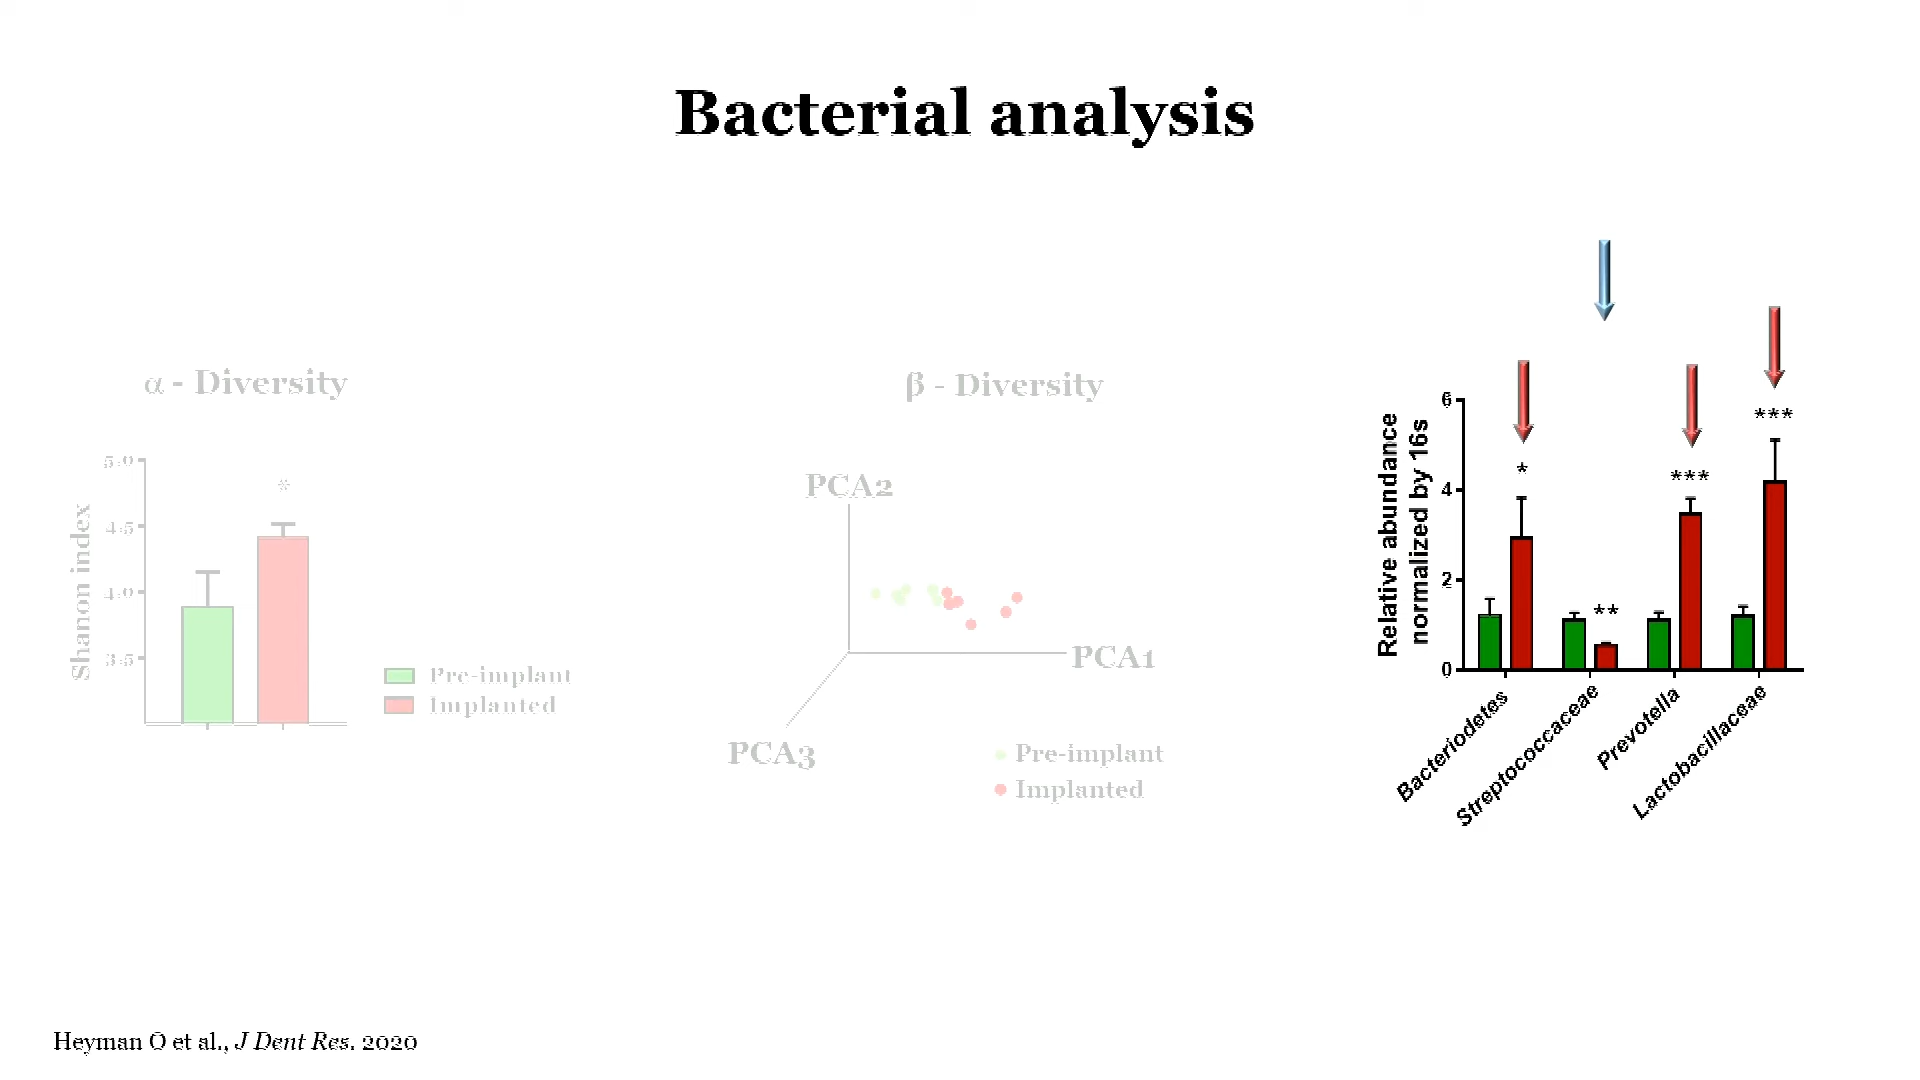 Bacterial analysis
α - Diversity
5.0
4.5
4.0
3.5
Shanon index
*
Pre-implant
Implanted
β - Diversity
PCA2
PCA1
PCA3
Pre-implant
Implanted
Relative abundance
normalized by 16s
6
4
2
0
*
**
***
***
Bacteriodetes
Streptococcaceae
Prevotella
Lactobacillaceae
Heyman O et al., J Dent Res. 2020